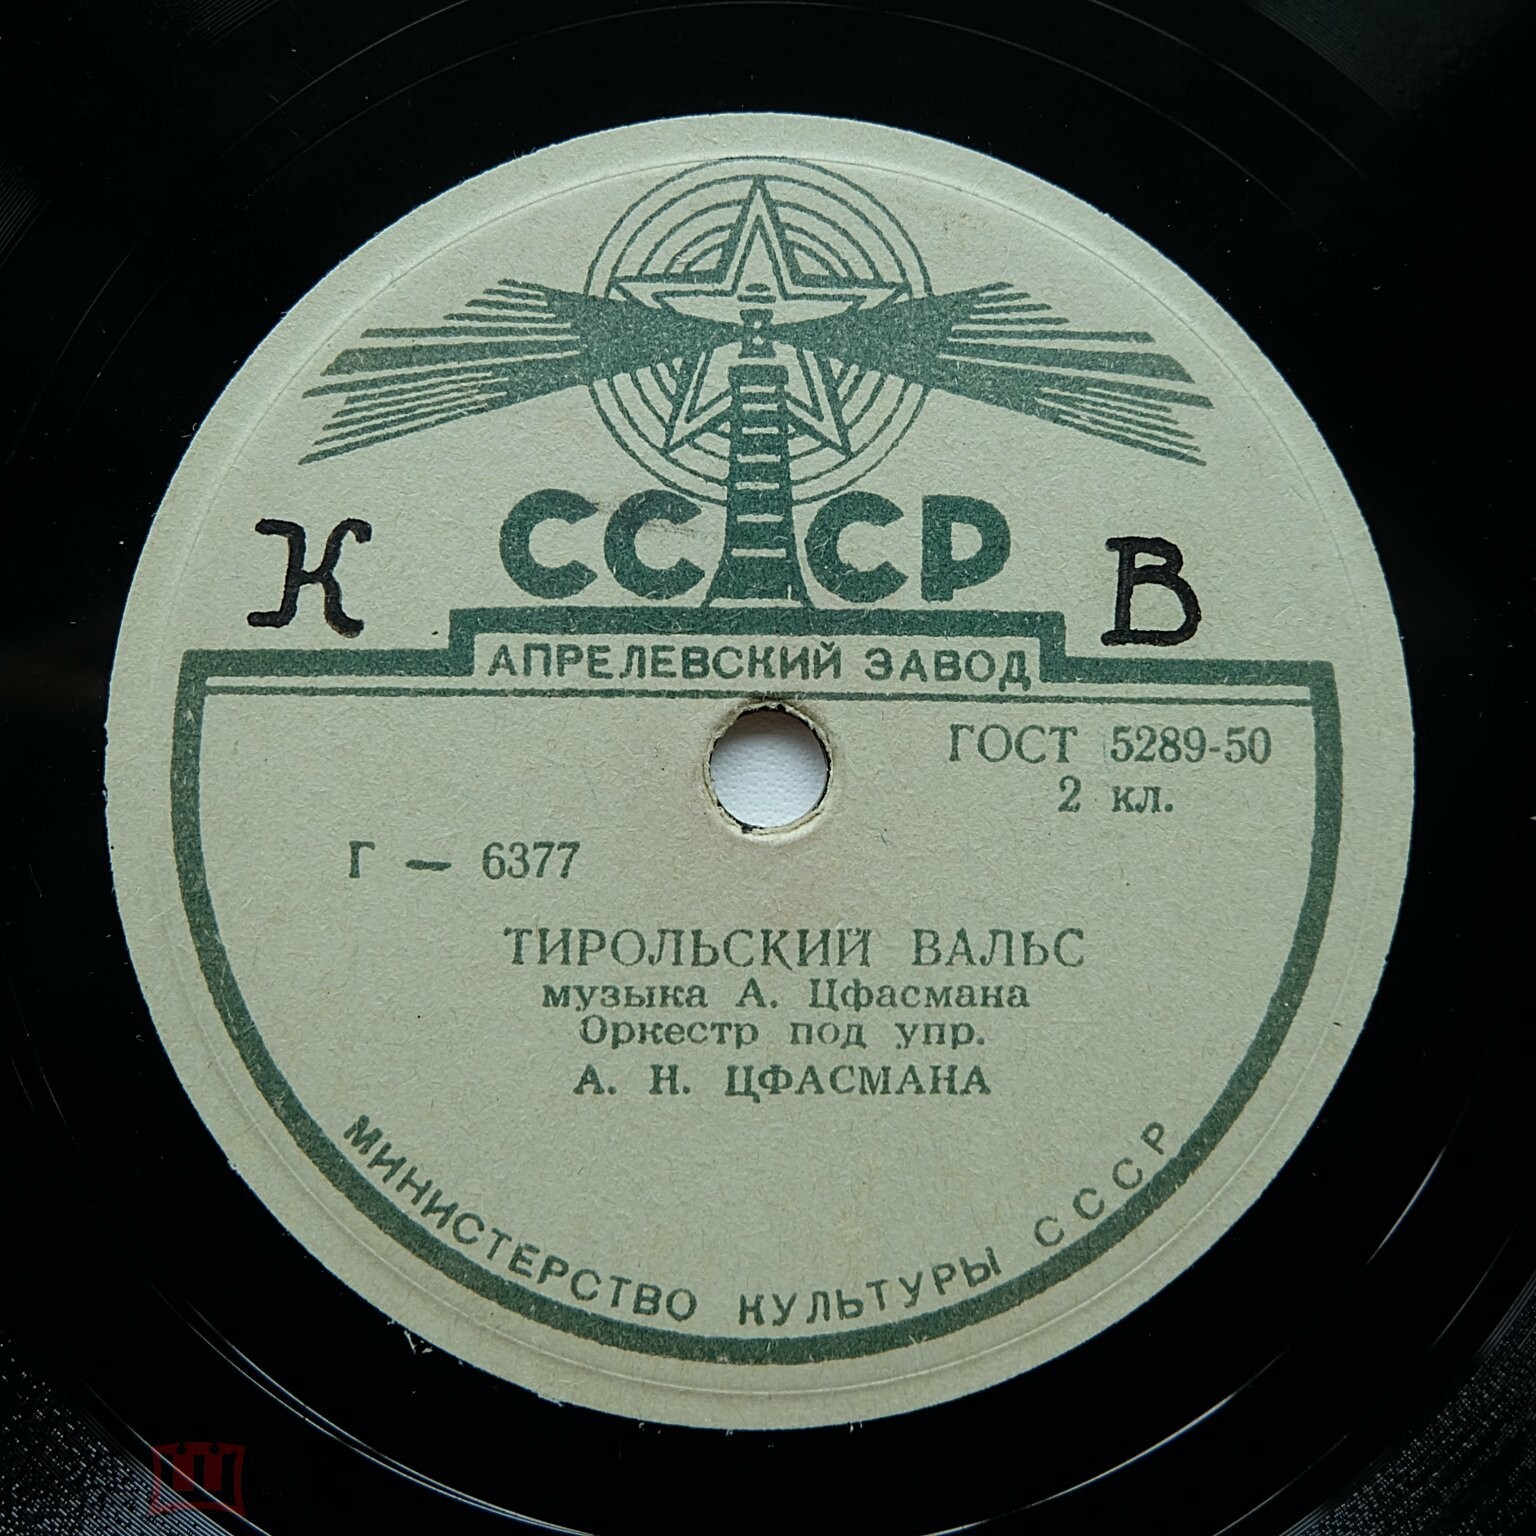 СССР
К В
АПРЕЛЕВСКИЙ ЗАВОД
ГОСТ 5289-50
2 кл.
Г — 6377
ТИРОЛЬСКИЙ ВАЛЬС
музыка А. Цфасмана
Оркестр под упр.
А. Н. ЦФАСМАНА
МИНИСТЕРСТВО КУЛЬТУРЫ СССР